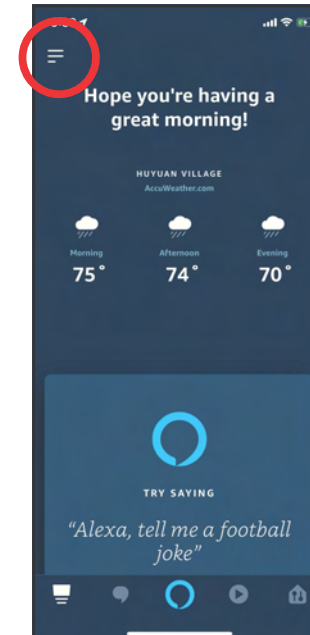 Hope you're having a
great morning!
HUYUAN VILLAGE
AccuWeather.com
Morning Afternoon Evening
75° 74° 70°
TRY SAYING
“Alexa, tell me a football
joke”